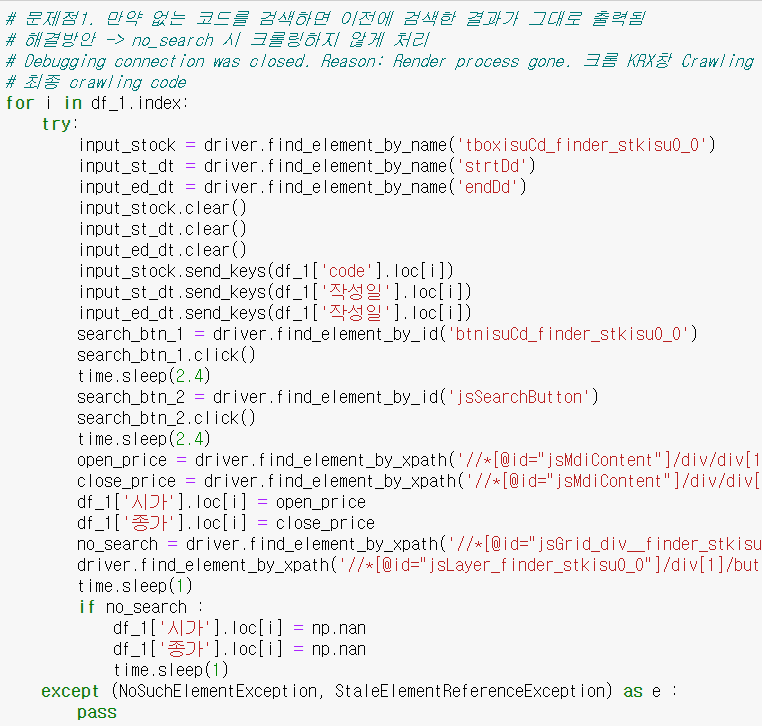 # 문제점1. 만약 없는 코드를 검색하면 이전에 검색한 결과가 그대로 출력됨
# 해결방안 -> no_search 시 크롤링하지 않게 처리
# Debugging connection was closed. Reason: Render process gone. 크롬 KRX창 Crawling
# 최종 crawling code
for i in df_1.index:
    try:
        input_stock = driver.find_element_by_name('tboxisuCd_finder_stkisu0_0')
        input_st_dt = driver.find_element_by_name('strtDd')
        input_ed_dt = driver.find_element_by_name('endDd')
        input_stock.clear()
        input_st_dt.clear()
        input_ed_dt.clear()
        input_stock.send_keys(df_1['code'].loc[i])
        input_st_dt.send_keys(df_1['작성일'].loc[i])
        input_ed_dt.send_keys(df_1['작성일'].loc[i])
        search_btn_1 = driver.find_element_by_id('btnisuCd_finder_stkisu0_0')
        search_btn_1.click()
        time.sleep(2.4)
        search_btn_2 = driver.find_element_by_id('jsSearchButton')
        search_btn_2.click()
        time.sleep(2.4)
        open_price = driver.find_element_by_xpath('//*[@id="jsMdiContent"]/div/div[1
        close_price = driver.find_element_by_xpath('//*[@id="jsMdiContent"]/div/div[
        df_1['시가'].loc[i] = open_price
        df_1['종가'].loc[i] = close_price
        no_search = driver.find_element_by_xpath('//*[@id="jsGrid_div__finder_stkisu
        driver.find_element_by_xpath('//*[@id="jsLayer_finder_stkisu0_0"]/div[1]/but
        time.sleep(1)
        if no_search :
            df_1['시가'].loc[i] = np.nan
            df_1['종가'].loc[i] = np.nan
            time.sleep(1)
    except (NoSuchElementException, StaleElementReferenceException) as e :
        pass